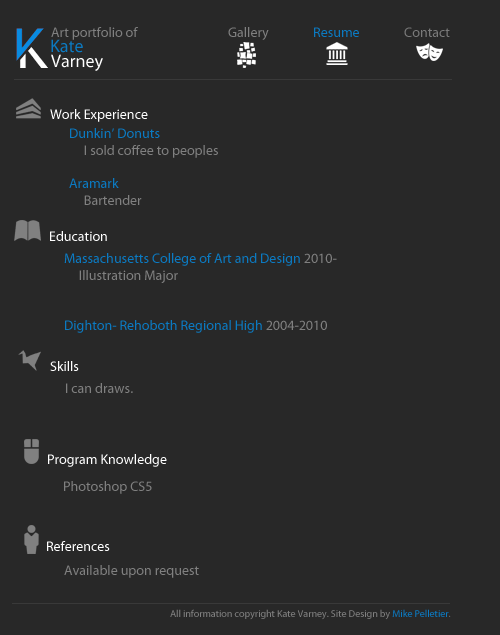 Art portfolio of
Kate
Varney
Gallery
Resume
Contact
Work Experience
Dunkin' Donuts
I sold coffee to peoples
Aramark
Bartender
Education
Massachusetts College of Art and Design 2010-
Illustration Major
Dighton- Rehoboth Regional High 2004-2010
Skills
I can draws.
Program Knowledge
Photoshop CS5
References
Available upon request
All information copyright Kate Varney. Site Design by Mike Pelletier.